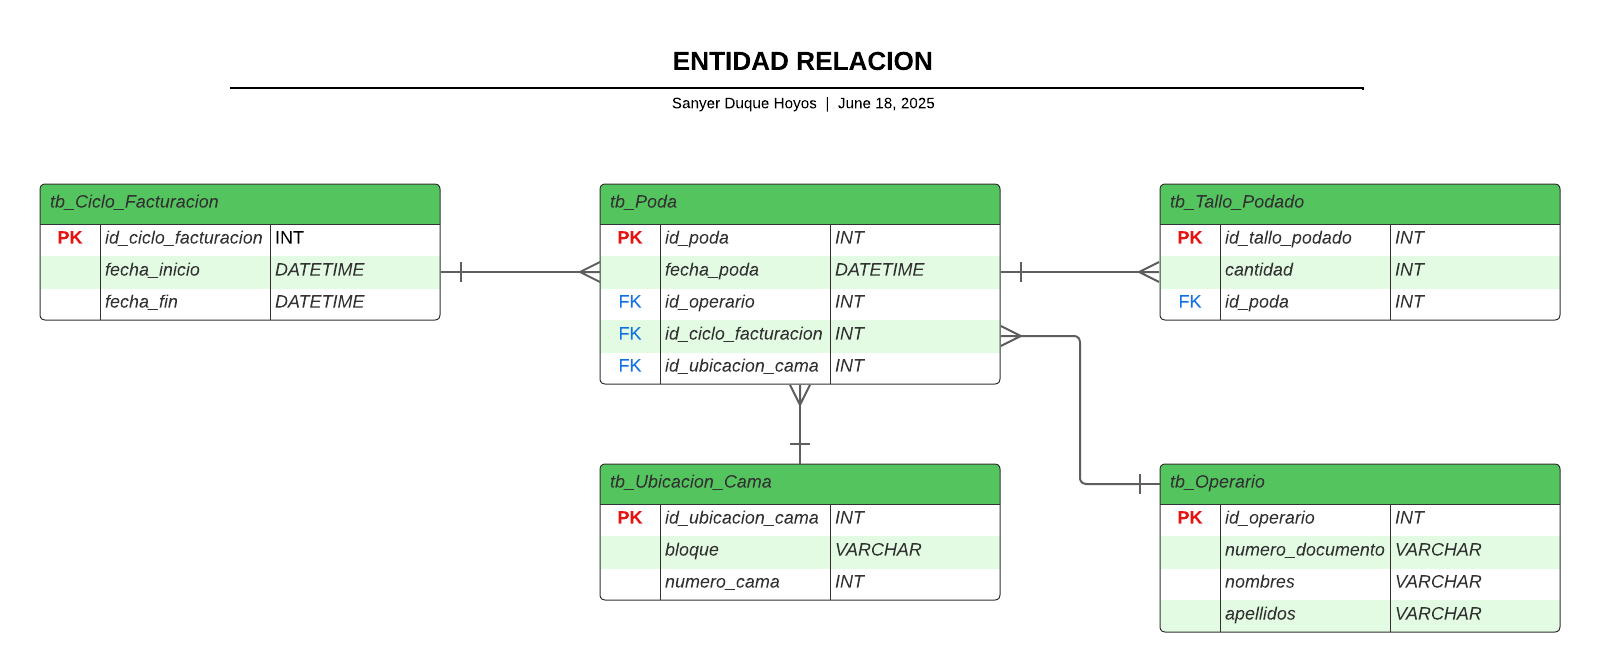 ENTIDAD RELACION
Sanyer Duque Hoyos | June 18, 2025
tb_Ciclo_Facturacion
PK id_ciclo_facturacion INT
fecha_inicio DATETIME
fecha_fin DATETIME
tb_Poda
PK id_poda INT
fecha_poda DATETIME
FK id_operario INT
FK id_ciclo_facturacion INT
FK id_ubicacion_cama INT
tb_Tallo_Podado
PK id_tallo_podado INT
cantidad INT
FK id_poda INT
tb_Ubicacion_Cama
PK id_ubicacion_cama INT
bloque VARCHAR
numero_cama INT
tb_Operario
PK id_operario INT
numero_documento VARCHAR
nombres VARCHAR
apellidos VARCHAR